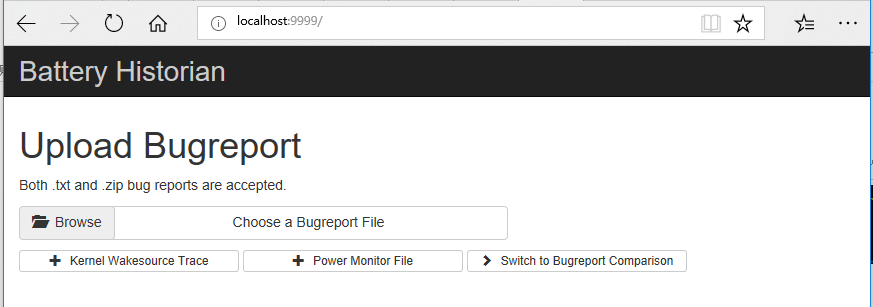 localhost:9999/
Battery Historian
Upload Bugreport
Both .txt and .zip bug reports are accepted.
Browse Choose a Bugreport File
Kernel Wakesource Trace Power Monitor File Switch to Bugreport Comparison